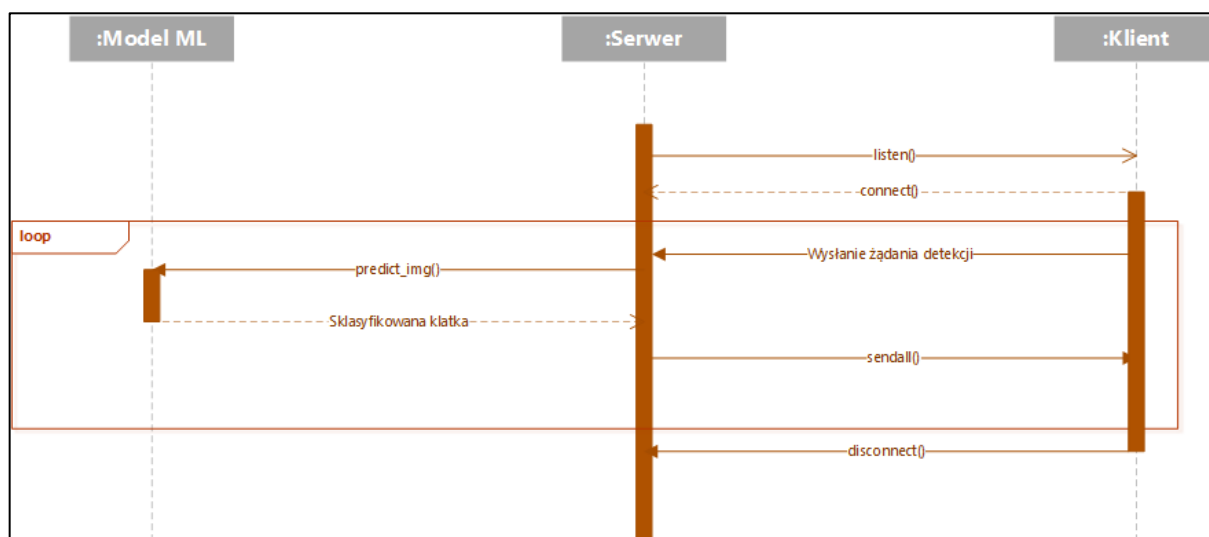 :Model ML
:Serwer
:Klient
listen()
connect()
loop
Wysłanie żądania detekcji
predict_img()
Sklasyfikowana klatka
sendall()
disconnect()